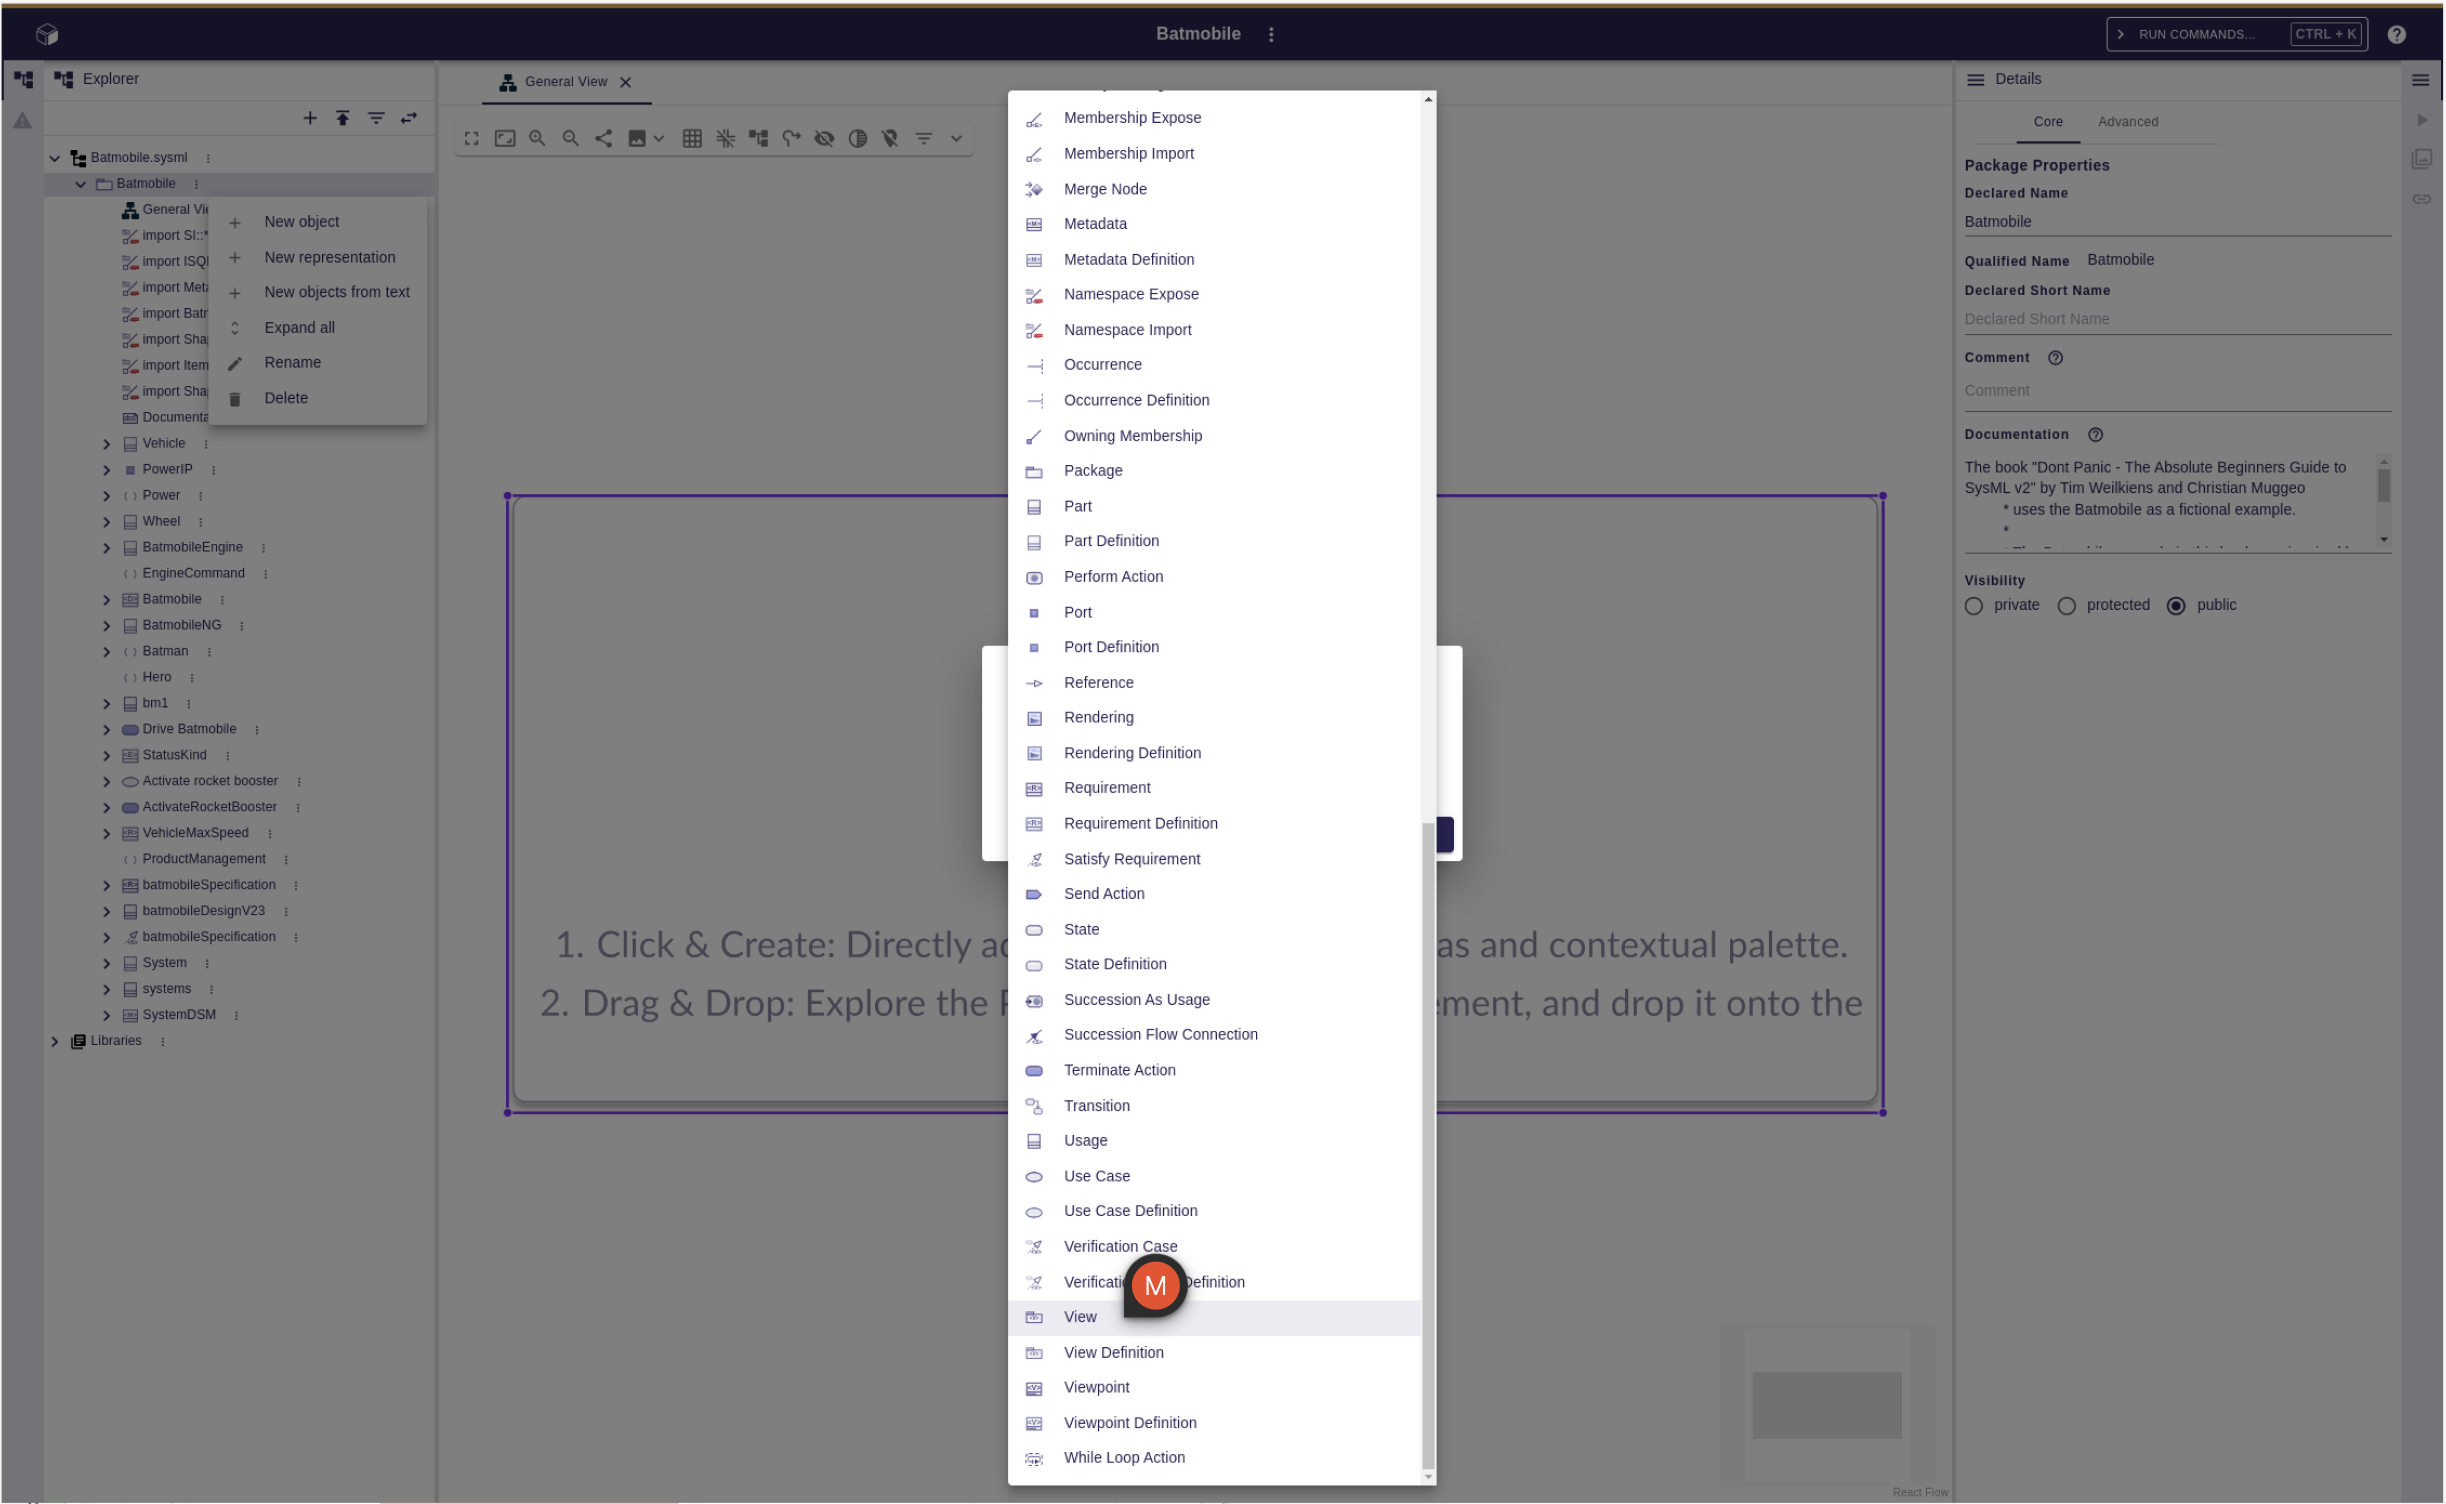 Batmobile
RUN COMMANDS... CTRL + K
Explorer
General View
Details
Core Advanced
Batmobile.sysml
Batmobile
General Vie
import SI::*
import ISQ
import Meta
import Batm
import Sha
import Item
import Sha
Documenta
Vehicle
PowerIP
Power
Wheel
BatmobileEngine
EngineCommand
Batmobile
BatmobileNG
Batman
Hero
bm1
Drive Batmobile
StatusKind
Activate rocket booster
ActivateRocketBooster
VehicleMaxSpeed
ProductManagement
batmobileSpecification
batmobileDesignV23
batmobileSpecification
System
systems
SystemDSM
Libraries
New object
New representation
New objects from text
Expand all
Rename
Delete
1. Click & Create: Directly ac
as and contextual palette.
2. Drag & Drop: Explore the
ement, and drop it onto the
Membership Expose
Membership Import
Merge Node
Metadata
Metadata Definition
Namespace Expose
Namespace Import
Occurrence
Occurrence Definition
Owning Membership
Package
Part
Part Definition
Perform Action
Port
Port Definition
Reference
Rendering
Rendering Definition
Requirement
Requirement Definition
Satisfy Requirement
Send Action
State
State Definition
Succession As Usage
Succession Flow Connection
Terminate Action
Transition
Usage
Use Case
Use Case Definition
Verification Case
Verificati Definition
M
View
View Definition
Viewpoint
Viewpoint Definition
While Loop Action
Package Properties
Declared Name
Batmobile
Qualified Name Batmobile
Declared Short Name
Declared Short Name
Comment
Comment
Documentation
The book "Dont Panic - The Absolute Beginners Guide to
SysML v2" by Tim Weilkiens and Christian Muggeo
* uses the Batmobile as a fictional example.
*
Visibility
private protected public
React Flow